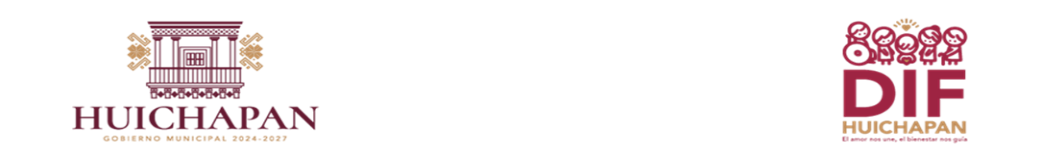 HUICHAPAN
GOBIERNO MUNICIPAL 2024-2027
DIF
HUICHAPAN
El amor nos une, el bienestar nos guía